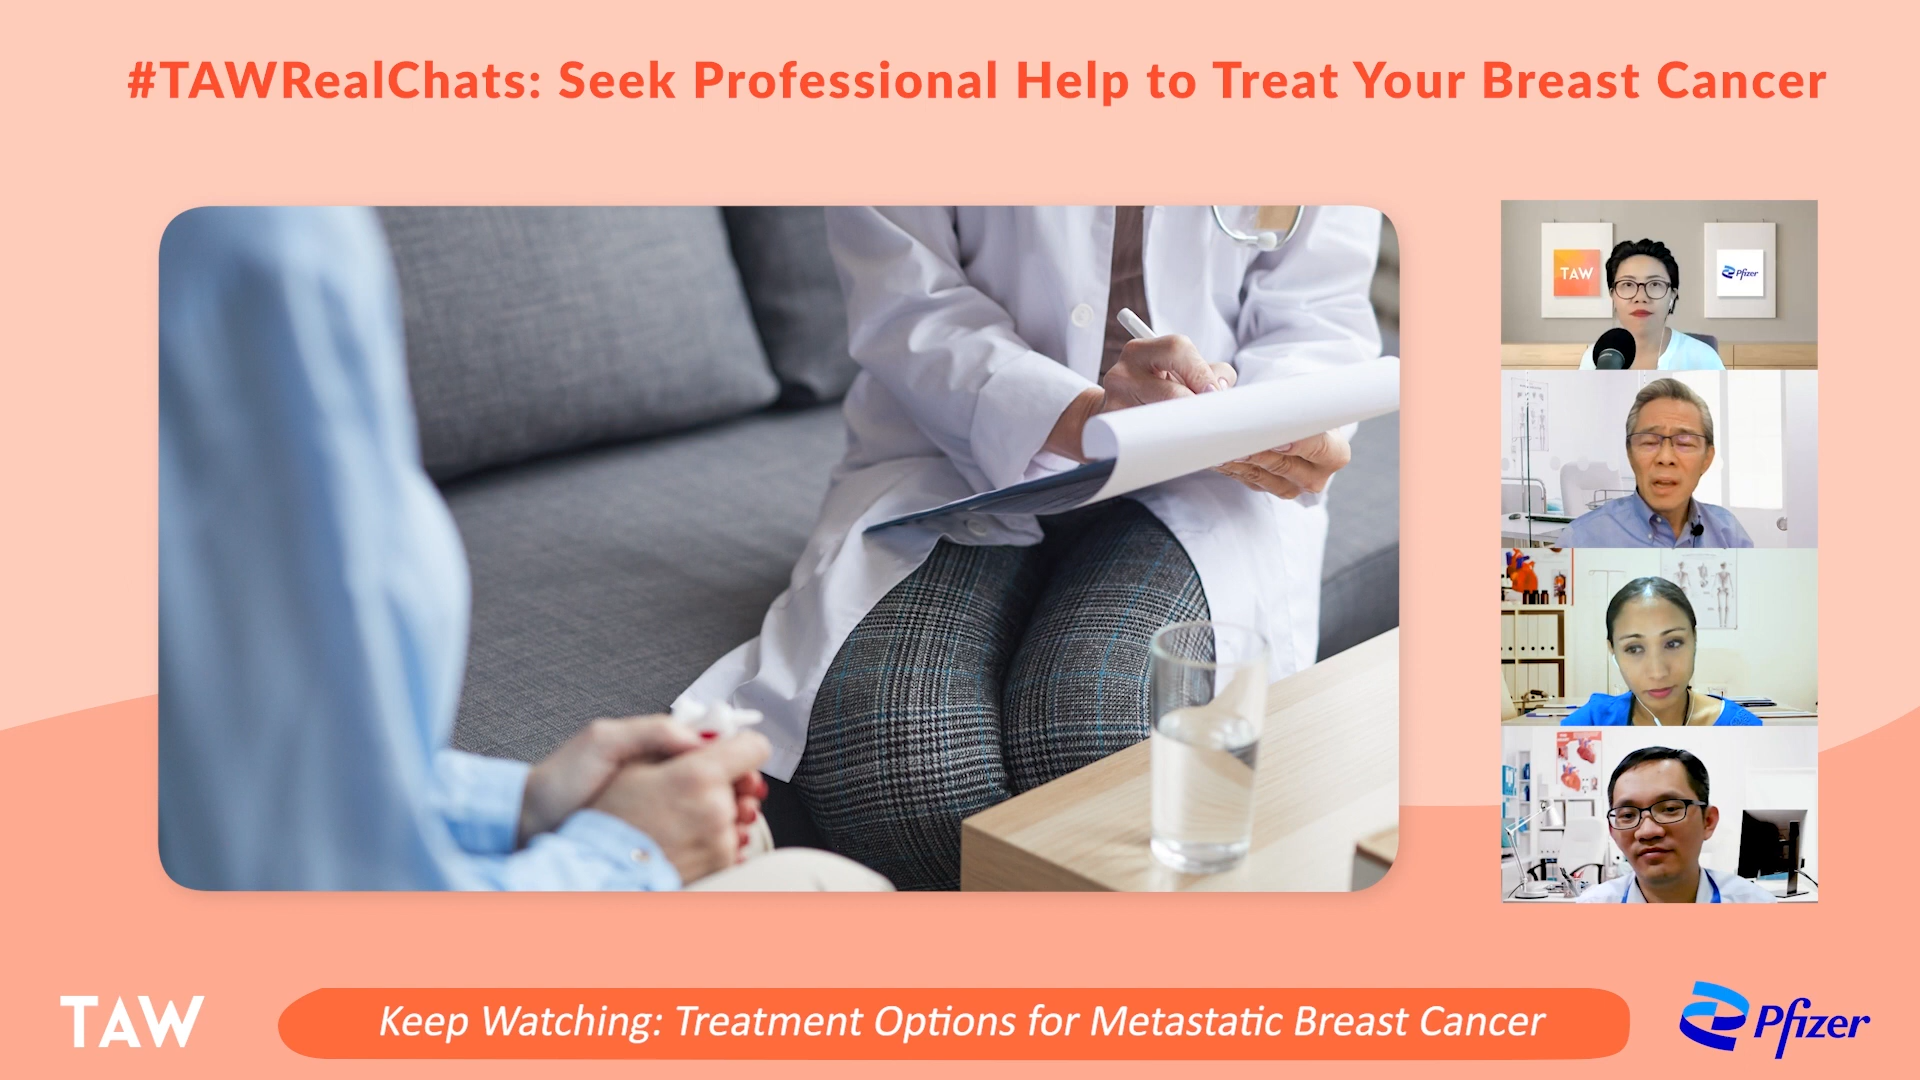 #TAWRealChats: Seek Professional Help to Treat Your Breast Cancer
TAW
Pfizer
TAW
Keep Watching: Treatment Options for Metastatic Breast Cancer
Pfizer